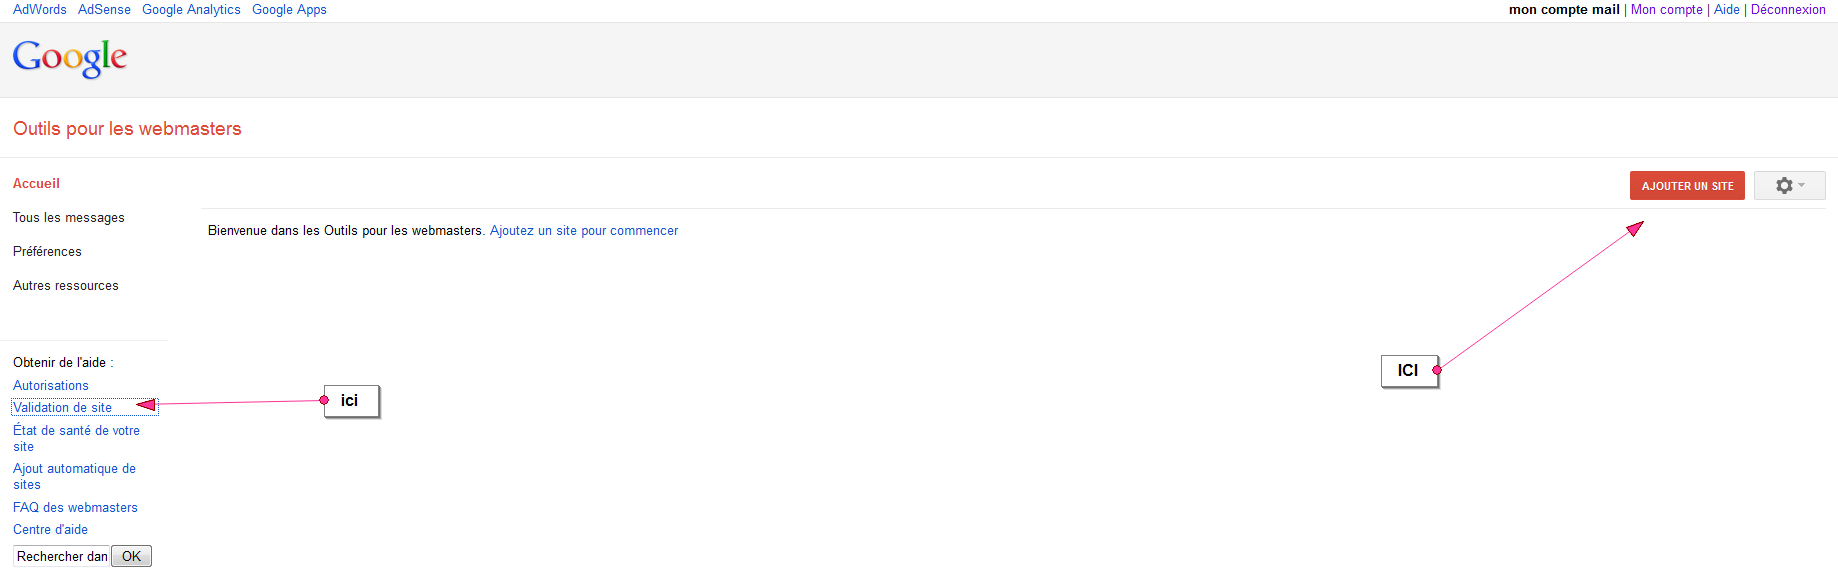 AdWords AdSense Google Analytics Google Apps
mon compte mail | Mon compte | Aide | Déconnexion
Google
Outils pour les webmasters
Accueil
Tous les messages
Préférences
Autres ressources
AJOUTER UN SITE
Bienvenue dans les Outils pour les webmasters. Ajoutez un site pour commencer
ICI
Obtenir de l'aide :
Autorisations
Validation de site
ici
État de santé de votre
site
Ajout automatique de
sites
FAQ des webmasters
Centre d'aide
Rechercher dan OK